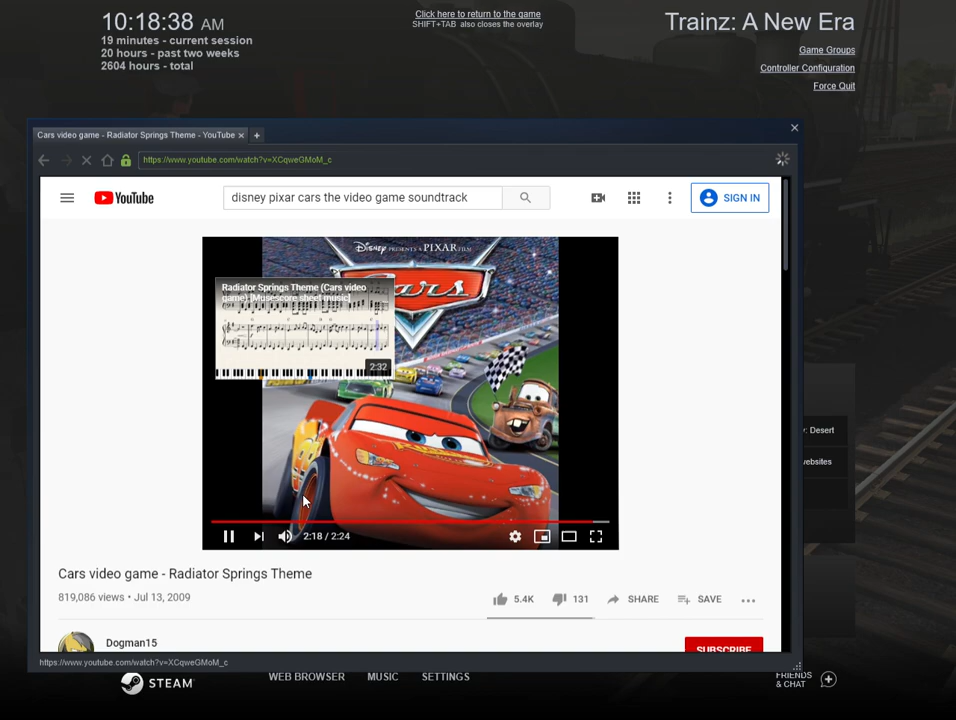 10:18:38 AM
19 minutes - current session
20 hours - past two weeks
2604 hours - total
Click here to return to the game
SHIFT+TAB also closes the overlay
Trainz: A New Era
Game Groups
Controller Configuration
Force Quit
Cars video game - Radiator Springs Theme - YouTube
https://www.youtube.com/watch?v=XCqweGMoM_c
YouTube
disney pixar cars the video game soundtrack
SIGN IN
Disney PRESENTS A PIXAR FILM
Cars
Radiator Springs Theme (Cars video
game) [Musescore sheet music]
2:32
2:18 / 2:24
Cars video game - Radiator Springs Theme
819,086 views • Jul 13, 2009
5.4K
131
SHARE
SAVE
Dogman15
SUBSCRIBE
y: Desert
websites
https://www.youtube.com/watch?v=XCqweGMoM_c
STEAM
WEB BROWSER
MUSIC
SETTINGS
FRIENDS
& CHAT